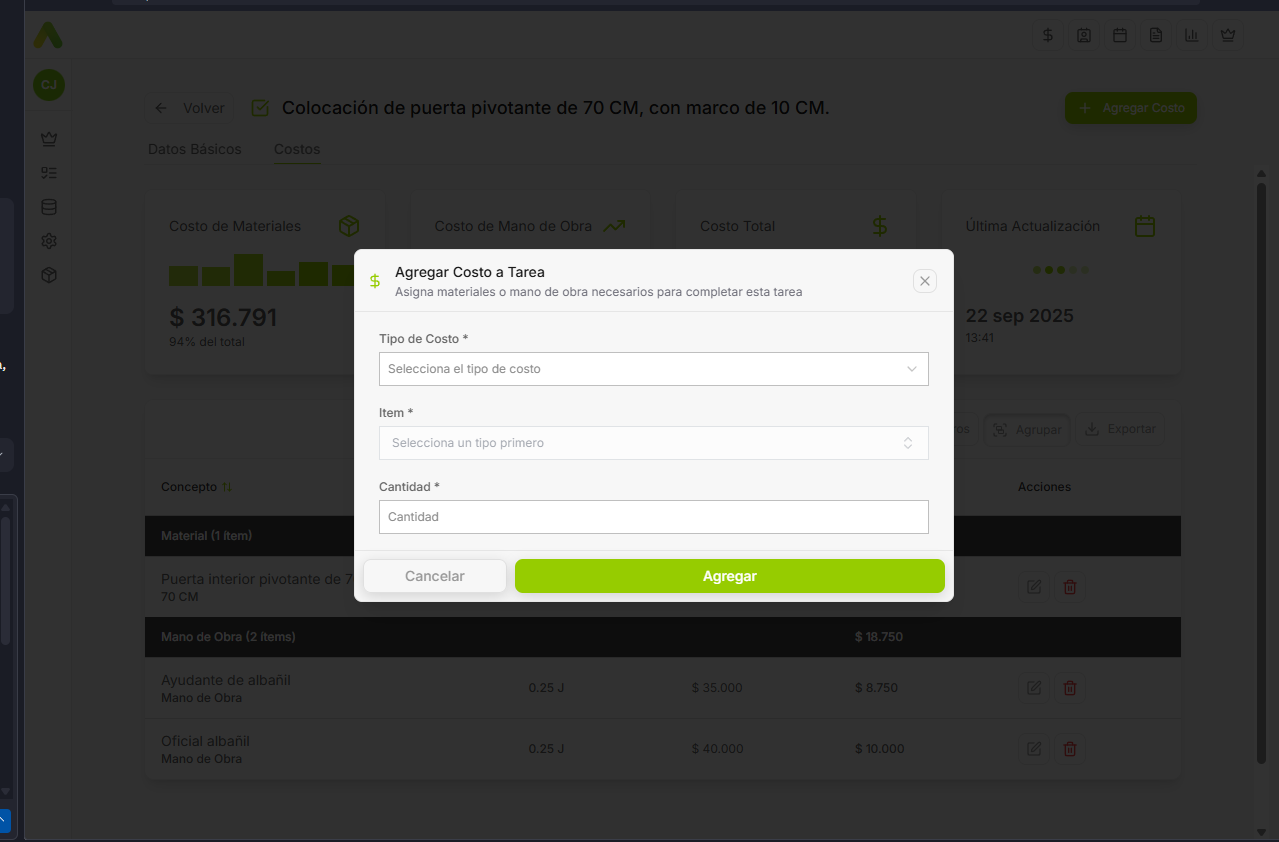 CJ
Volver
Colocación de puerta pivotante de 70 CM, con marco de 10 CM.
Agregar Costo
Datos Básicos
Costos
Costo de Materiales
Costo de Mano de Obra
Costo Total
Última Actualización
$ 316.791
94% del total
22 sep 2025
13:41
Agregar Costo a Tarea
Asigna materiales o mano de obra necesarios para completar esta tarea
Tipo de Costo *
Selecciona el tipo de costo
Item *
Selecciona un tipo primero
Cantidad *
Cantidad
Cancelar
Agregar
Agrupar
Exportar
Concepto
Acciones
Material (1 ítem)
Puerta interior pivotante de 7
70 CM
Mano de Obra (2 ítems)
$ 18.750
Ayudante de albañil
Mano de Obra
0.25 J
$ 35.000
$ 8.750
Oficial albañil
Mano de Obra
0.25 J
$ 40.000
$ 10.000